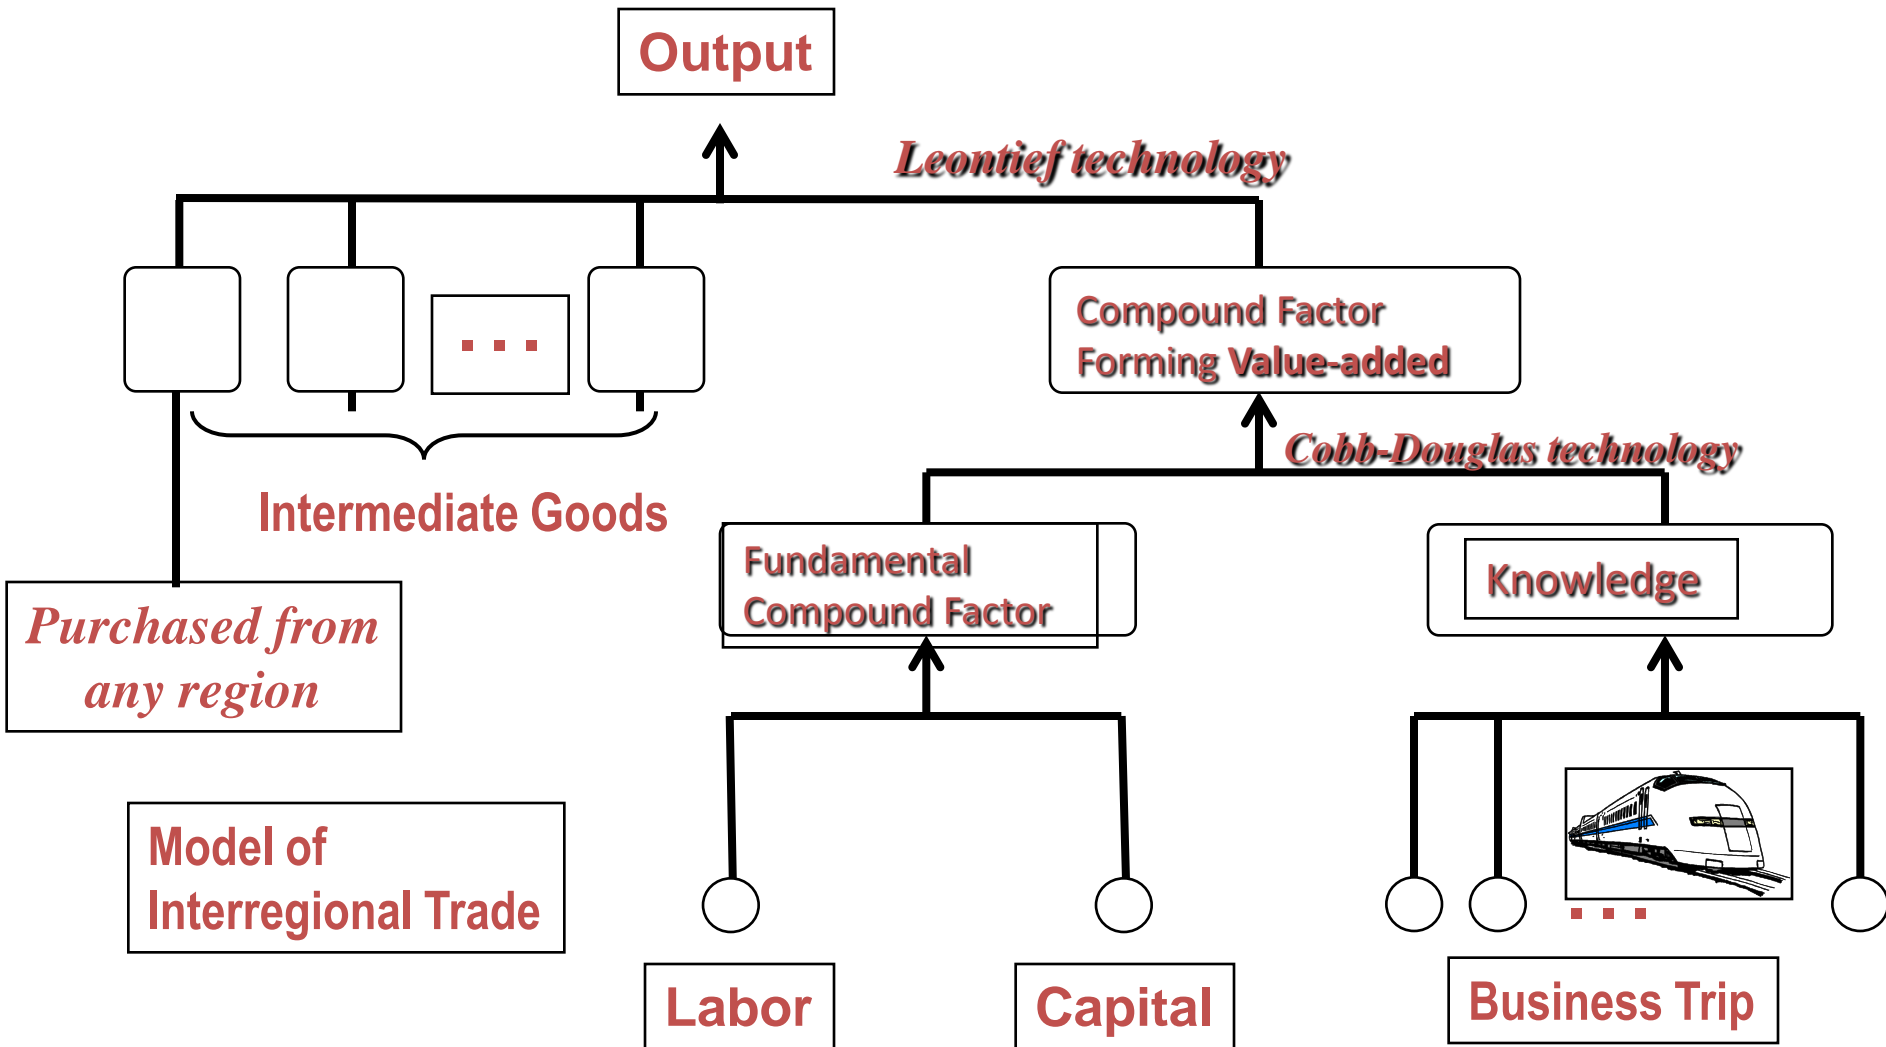 Output
Leontief technology
...
Compound Factor
Forming Value-added
Cobb-Douglas technology
Intermediate Goods
Fundamental
Compound Factor
Knowledge
Purchased from
any region
Model of
Interregional Trade
...
Labor
Capital
Business Trip